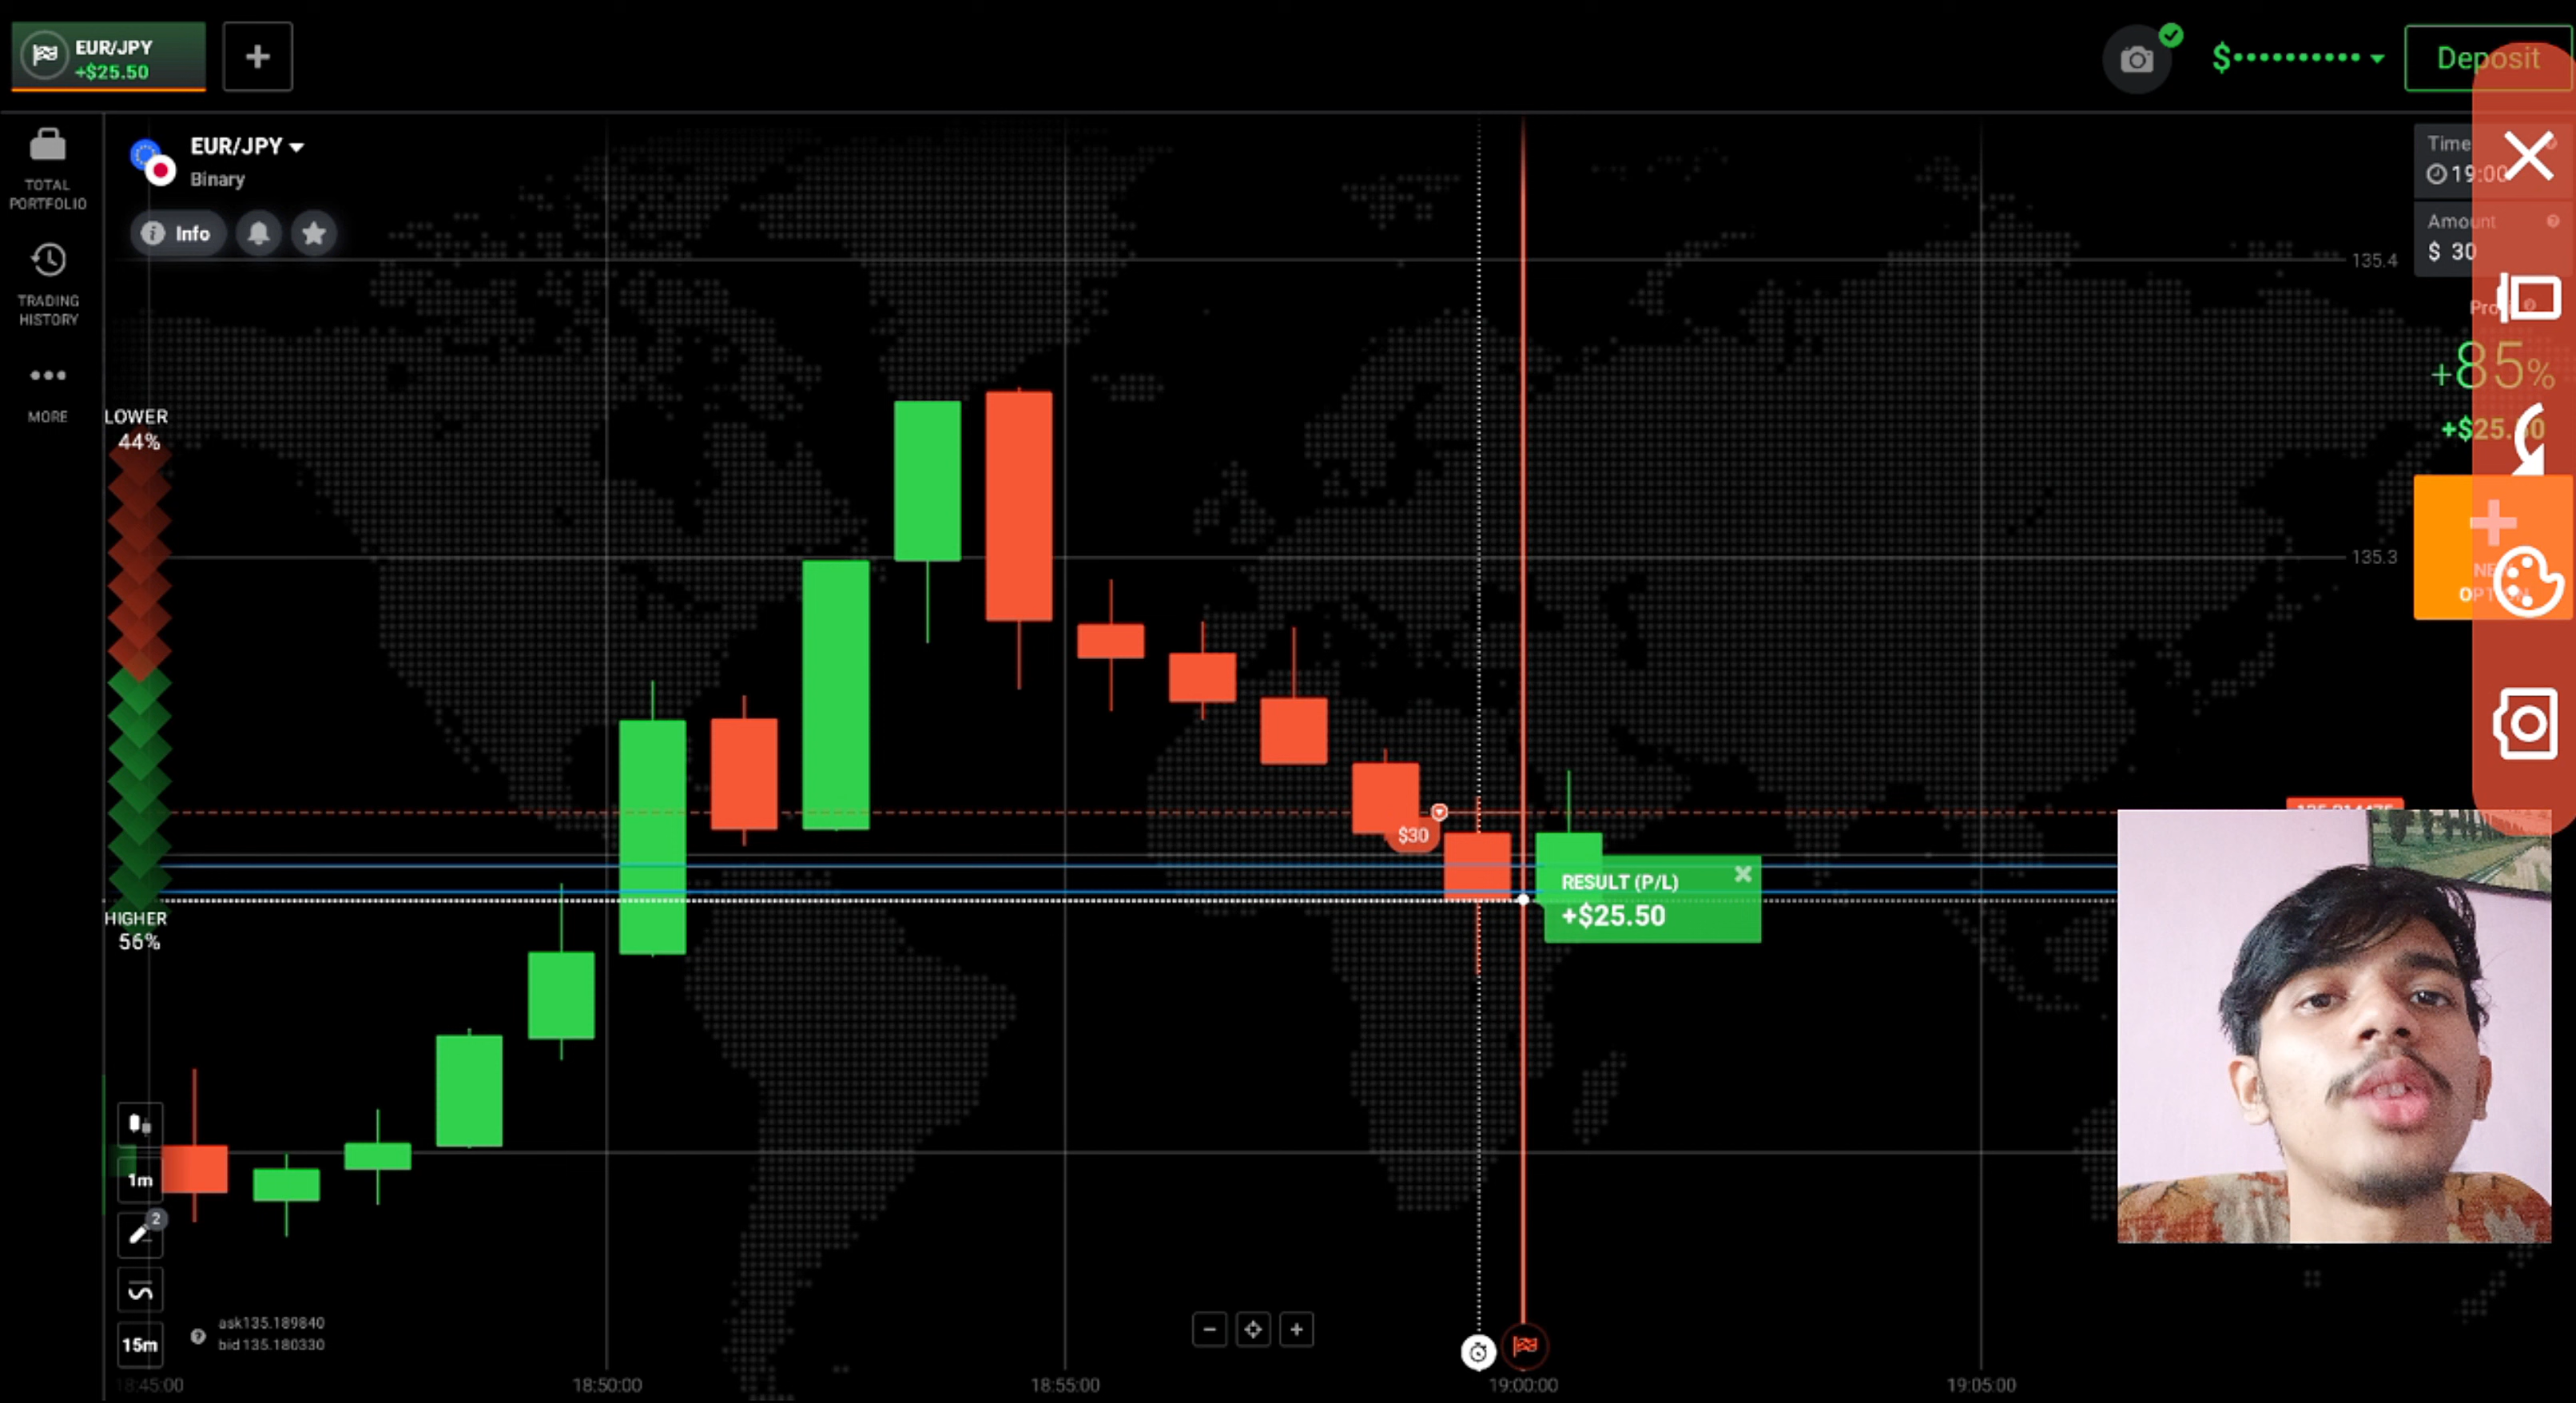 EUR/JPY
+$25.50
$
Deposit
EUR/JPY
Binary
Info
TOTAL
PORTFOLIO
TRADING
HISTORY
MORE
LOWER
44%
HIGHER
56%
Time
19:00
Amount
$ 30
135.4
+85%
135.3
$30
RESULT (P/L)
+$25.50
1m
2
15m
ask135.189840
bid135.180330
18:45:00
18:50:00
18:55:00
19:00:00
19:05:00